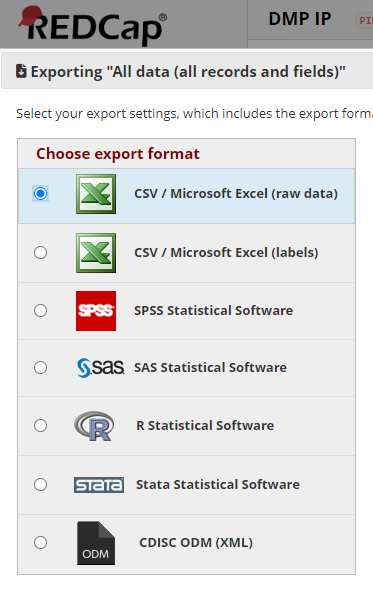 REDCap®
DMP IP
Exporting "All data (all records and fields)"
Select your export settings, which includes the export
Choose export format
CSV / Microsoft Excel (raw data)
CSV / Microsoft Excel (labels)
SPSS
SPSS Statistical Software
sas
SAS Statistical Software
R
R Statistical Software
stata
Stata Statistical Software
ODM
CDISC ODM (XML)